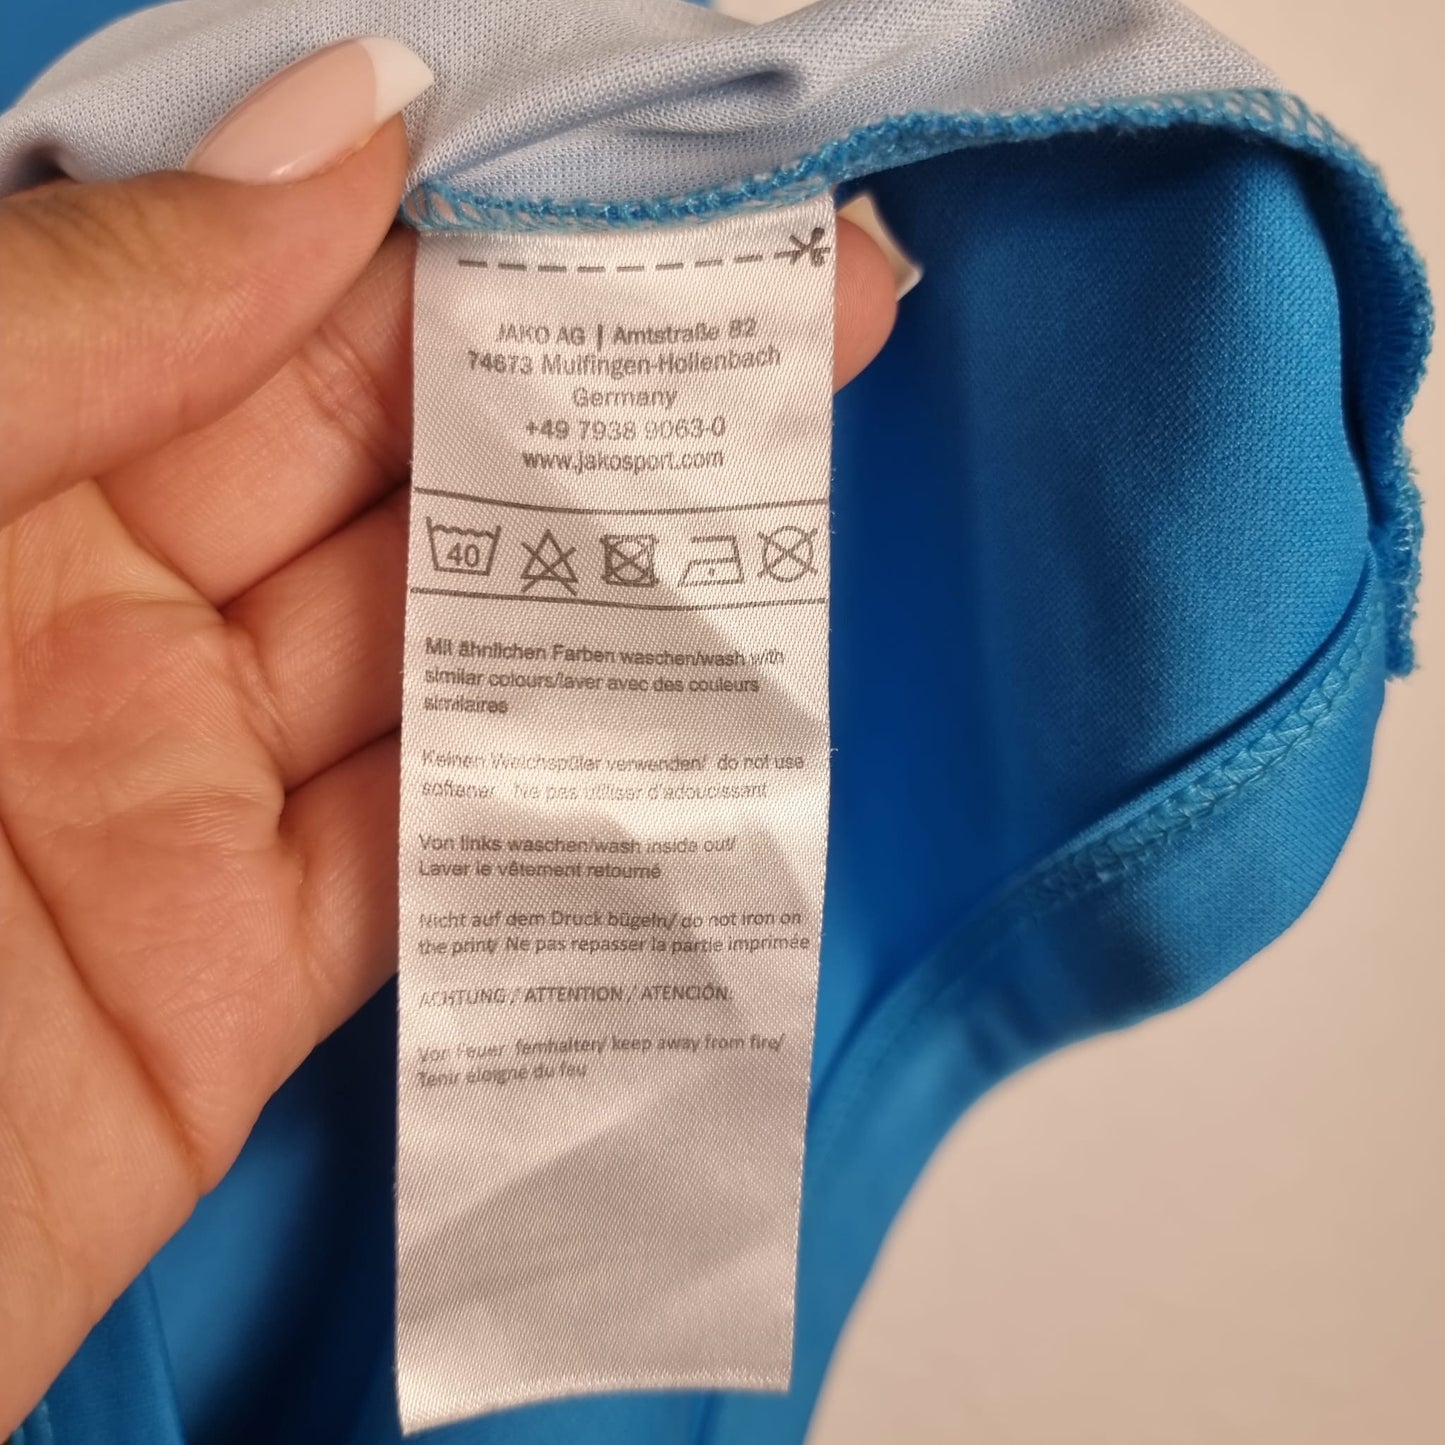 JAKO AG | Amtstraße 82
74673 Mulfingen-Hollenbach
Germany
+49 7938 9063-0
www.jakosport.com
40
Mit ähnlichen Farben waschen/wash with
similar colours/laver avec des couleurs
similaires
Keinen Weichspüler verwenden/ do not use
softener Ne pas utiliser d'adoucissant
Von links waschen/wash inside out/
Laver le vêtement retourné
Nicht auf dem Druck bügeln/ do not iron on
the print/ Ne pas repasser la partie imprimée
ACHTUNG / ATTENTION / ATENCIÓN.
Vor Feuer fernhalten/ keep away from fire/
Tenir éloigné du feu